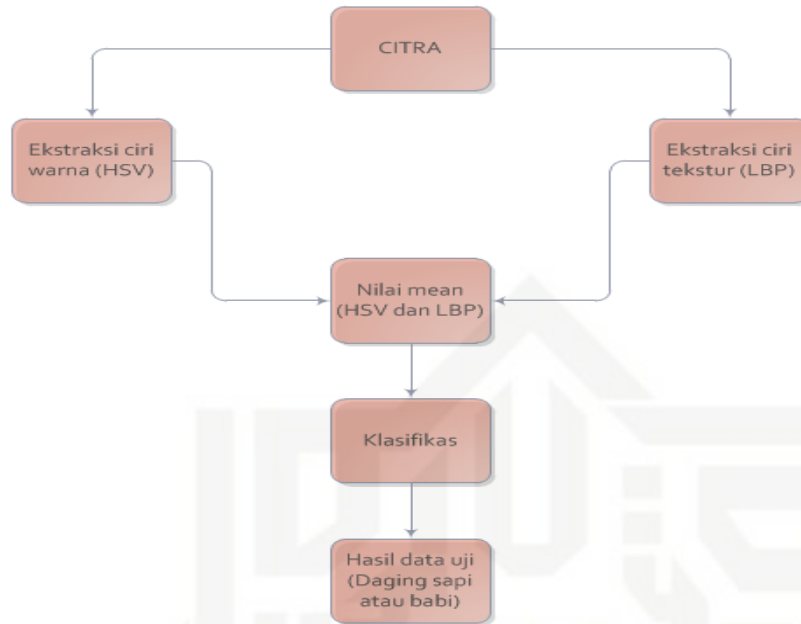 CITRA
Ekstraksi ciri
warna (HSV)
Ekstraksi ciri
tekstur (LBP)
Nilai mean
(HSV dan LBP)
Klasifikas
Hasil data uji
(Daging sapi
atau babi)